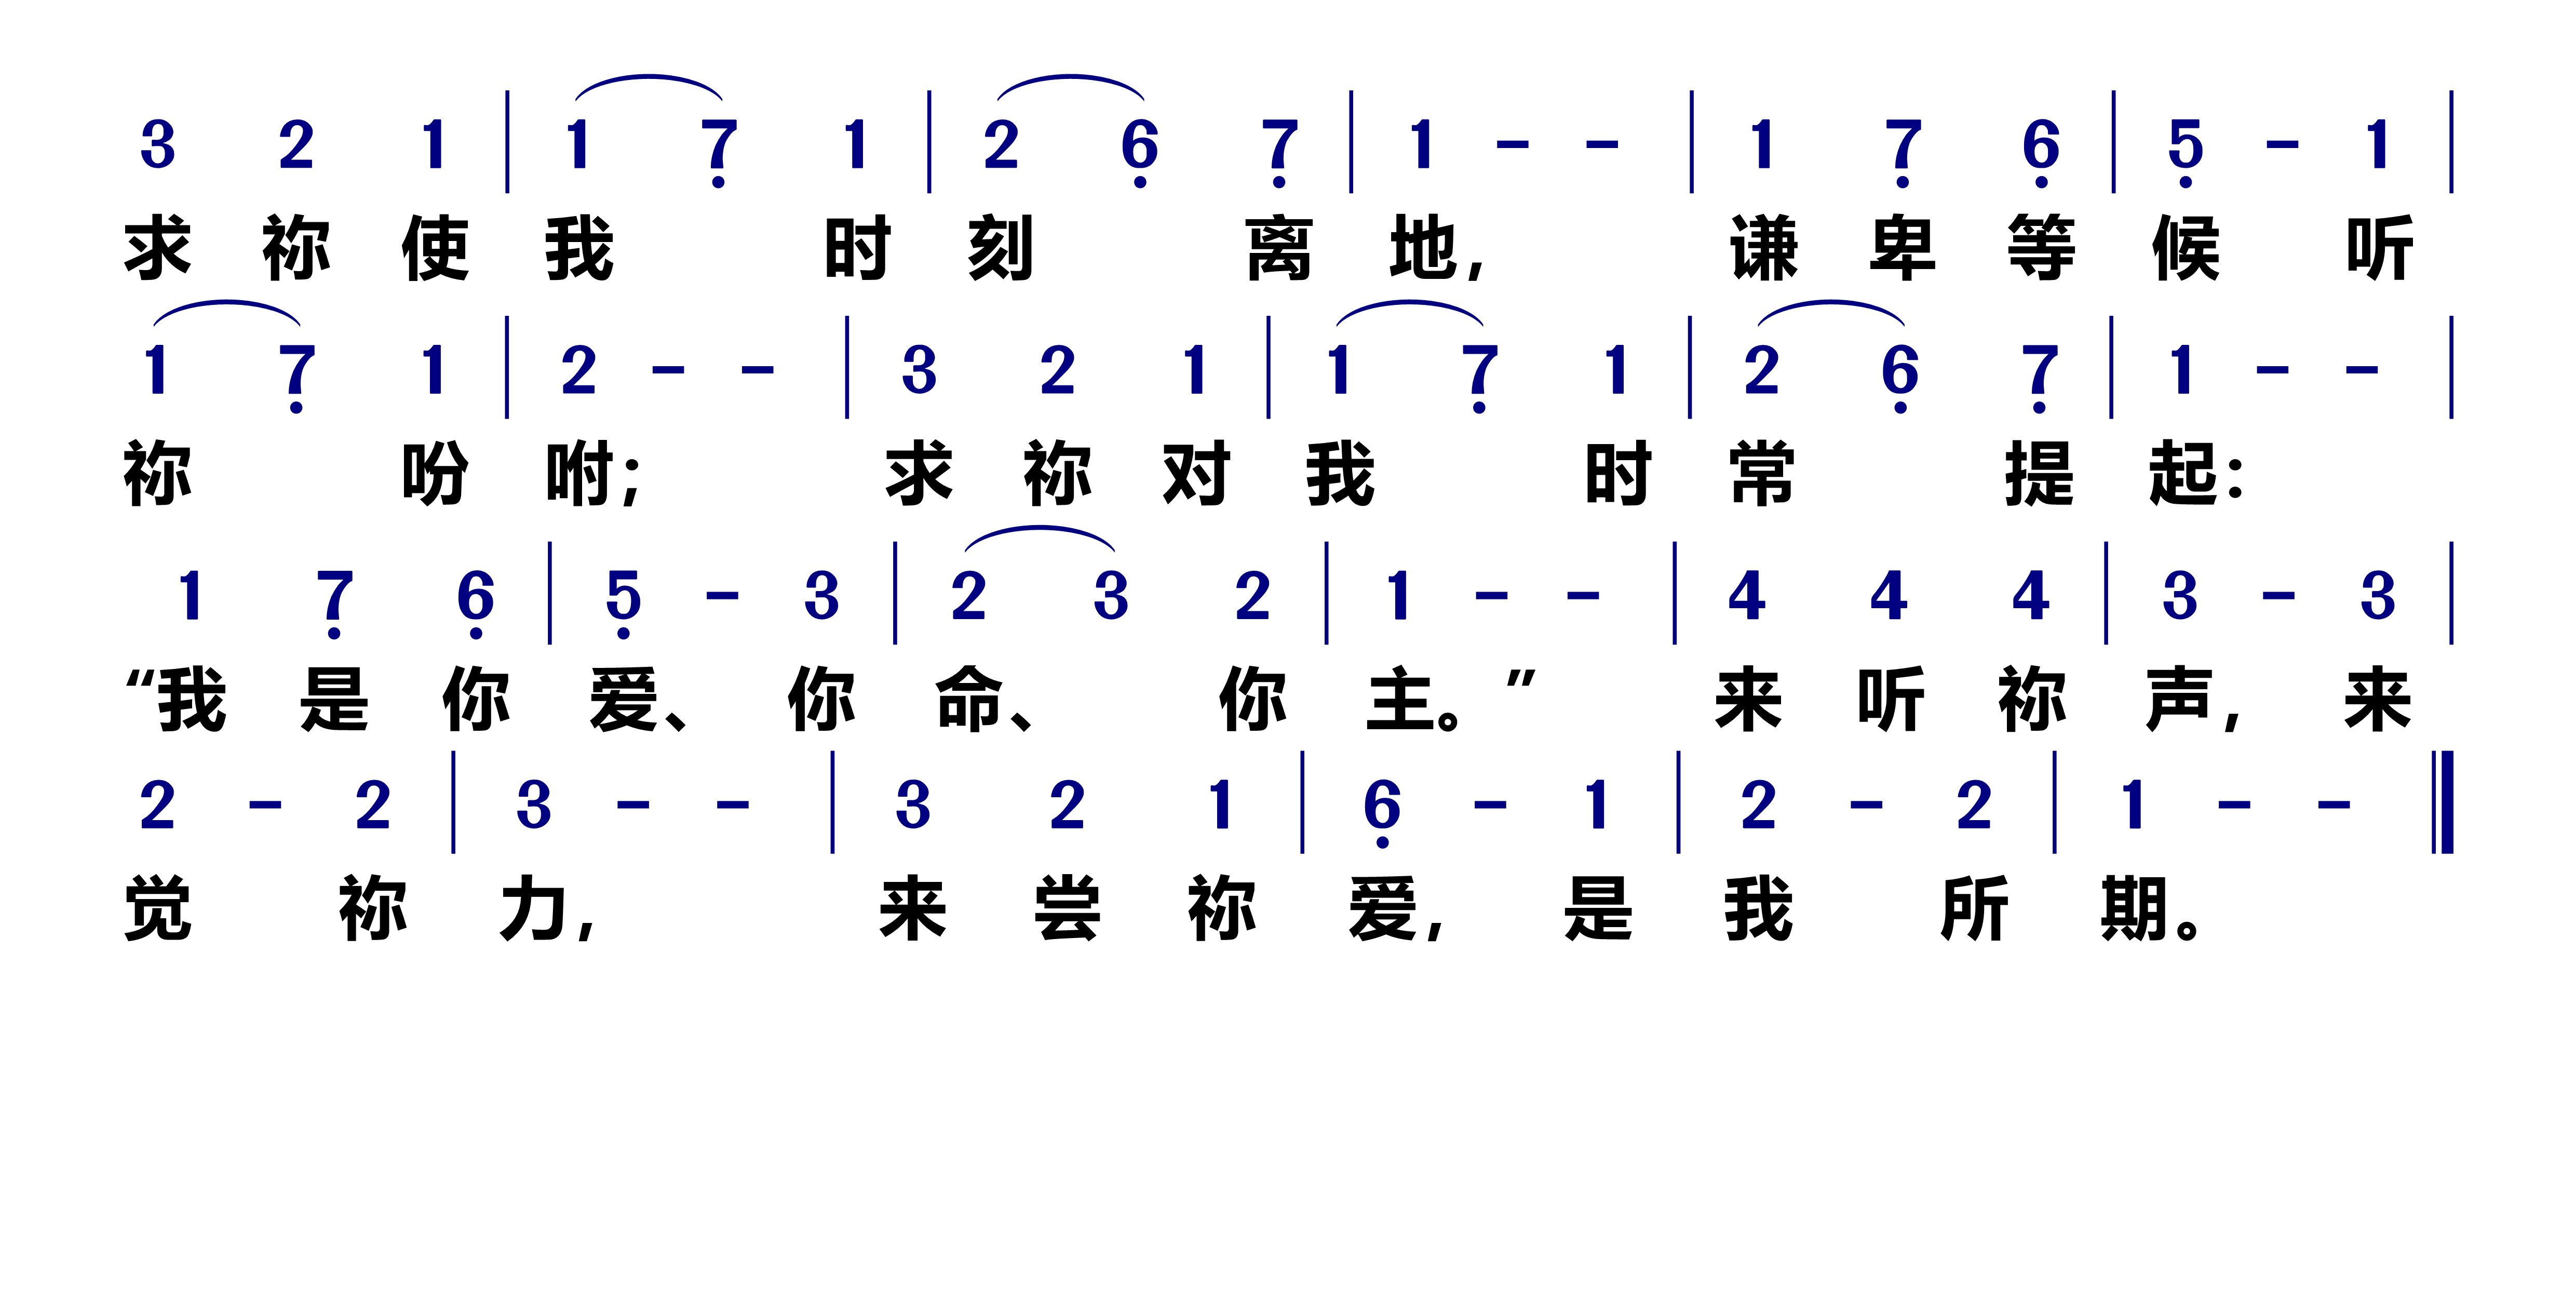 3 2 1 | 1 7̣ 1 | 2 6̣ 7̣ | 1 - - | 1 7̣ 6̣ | 5̣ - 1 |
求祢使我时刻离地，谦卑等候听
1 7̣ 1 | 2 - - | 3 2 1 | 1 7̣ 1 | 2 6̣ 7̣ | 1 - - |
祢吩咐；求祢对我时常提起：
1 7̣ 6̣ | 5̣ - 3 | 2 3 2 | 1 - - | 4 4 4 | 3 - 3 |
“我是你爱、你命、你主。”来听祢声，来
2 - 2 | 3 - - | 3 2 1 | 6̣ - 1 | 2 - 2 | 1 - - ‖
觉祢力，来尝祢爱，是我所期。